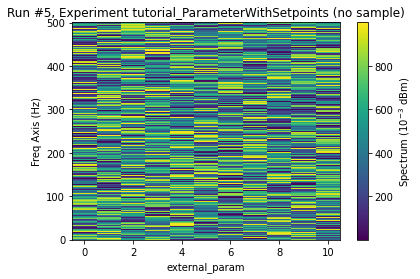 Run #5, Experiment tutorial_ParameterWithSetpoints (no sample)
500
400
300
200
100
0
Freq Axis (Hz)
0 2 4 6 8 10
external_param
800
600
400
200
Spectrum (10⁻³ dBm)